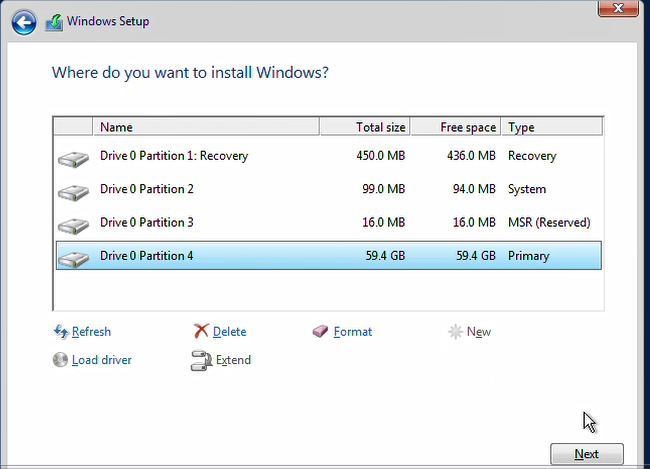 Windows Setup
Where do you want to install Windows?
Name Total size Free space Type
Drive 0 Partition 1: Recovery 450.0 MB 436.0 MB Recovery
Drive 0 Partition 2 99.0 MB 94.0 MB System
Drive 0 Partition 3 16.0 MB 16.0 MB MSR (Reserved)
Drive 0 Partition 4 59.4 GB 59.4 GB Primary
Refresh Delete Format New
Load driver Extend
Next